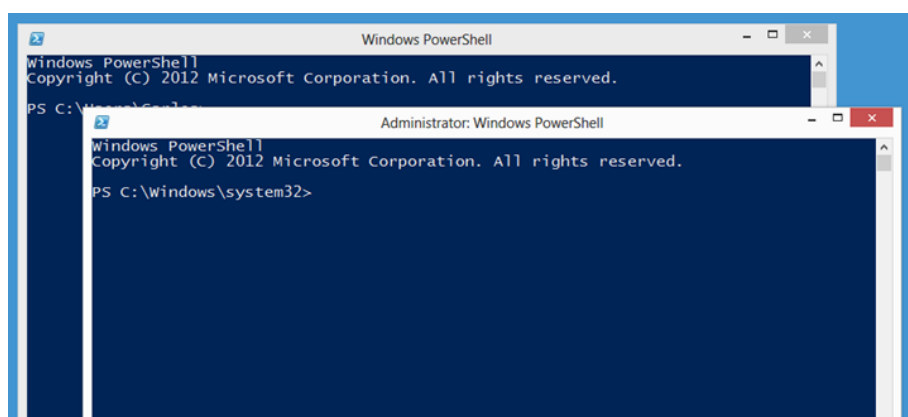 Windows PowerShell
Windows PowerShell
Copyright (C) 2012 Microsoft Corporation. All rights reserved.
PS C:\
Administrator: Windows PowerShell
Windows PowerShell
Copyright (C) 2012 Microsoft Corporation. All rights reserved.
PS C:\Windows\system32>